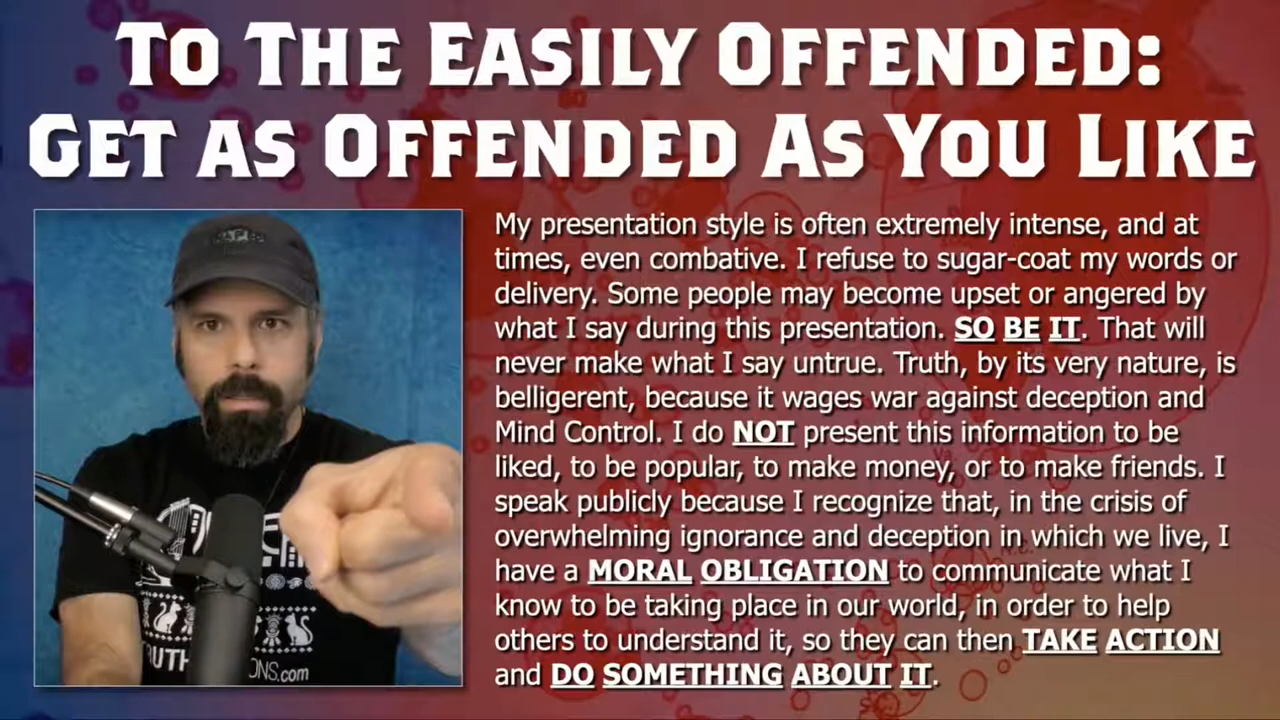 To The Easily Offended:
Get As Offended As You Like
My presentation style is often extremely intense, and at
times, even combative. I refuse to sugar-coat my words or
delivery. Some people may become upset or angered by
what I say during this presentation. SO BE IT. That will
never make what I say untrue. Truth, by its very nature, is
belligerent, because it wages war against deception and
Mind Control. I do NOT present this information to be
liked, to be popular, to make money, or to make friends. I
speak publicly because I recognize that, in the crisis of
overwhelming ignorance and deception in which we live, I
have a MORAL OBLIGATION to communicate what I
know to be taking place in our world, in order to help
others to understand it, so they can then TAKE ACTION
and DO SOMETHING ABOUT IT.